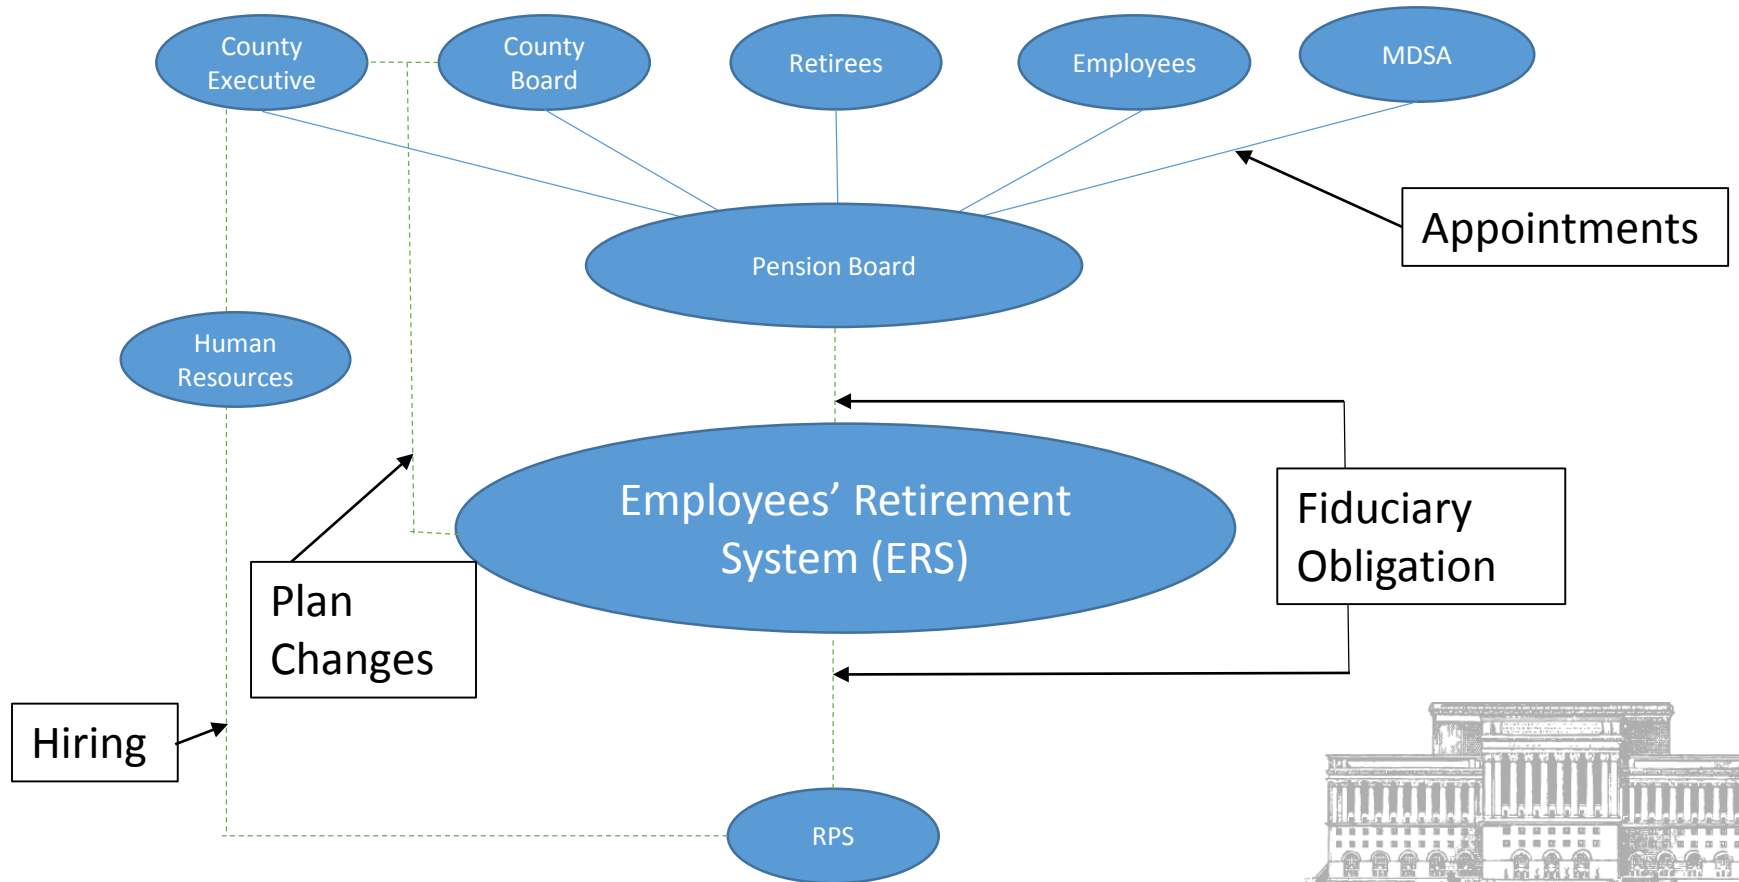 County
Executive
County
Board
Retirees
Employees
MDSA
Appointments
Pension Board
Human
Resources
Employees’ Retirement
System (ERS)
Fiduciary
Obligation
Plan
Changes
Hiring
RPS